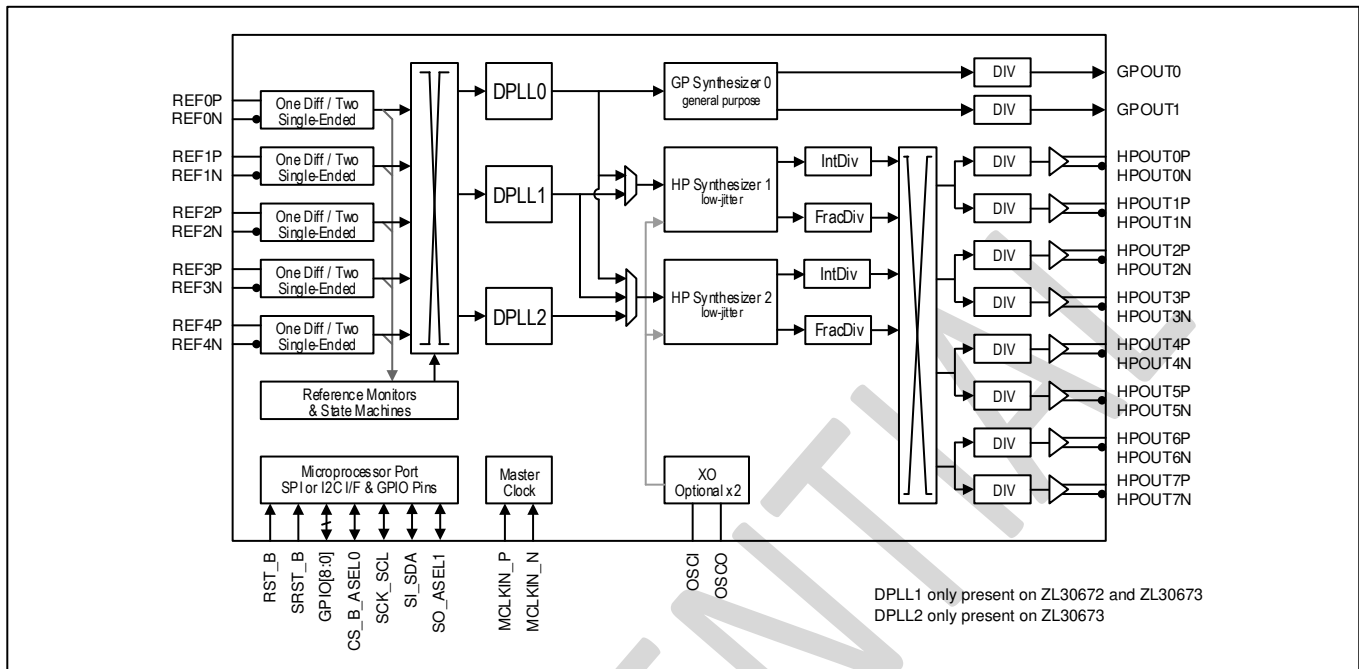 REF0P
REF0N
REF1P
REF1N
REF2P
REF2N
REF3P
REF3N
REF4P
REF4N
One Diff / Two
Single-Ended
One Diff / Two
Single-Ended
One Diff / Two
Single-Ended
One Diff / Two
Single-Ended
One Diff / Two
Single-Ended
Reference Monitors
& State Machines
DPLL0
DPLL1
DPLL2
GP Synthesizer 0
general purpose
HP Synthesizer 1
low-jitter
HP Synthesizer 2
low-jitter
IntDiv
FracDiv
IntDiv
FracDiv
DIV
DIV
DIV
DIV
DIV
DIV
DIV
DIV
DIV
DIV
GPOUT0
GPOUT1
HPOUT0P
HPOUT0N
HPOUT1P
HPOUT1N
HPOUT2P
HPOUT2N
HPOUT3P
HPOUT3N
HPOUT4P
HPOUT4N
HPOUT5P
HPOUT5N
HPOUT6P
HPOUT6N
HPOUT7P
HPOUT7N
Microprocessor Port
SPI or I2C I/F & GPIO Pins
Master
Clock
XO
Optional x2
RST_B
SRST_B
GPIO[8:0]
CS_B_ASEL0
SCK_SCL
SI_SDA
SO_ASEL1
MCLKIN_P
MCLKIN_N
OSCI
OSCO
DPLL1 only present on ZL30672 and ZL30673
DPLL2 only present on ZL30673
ENTIAL